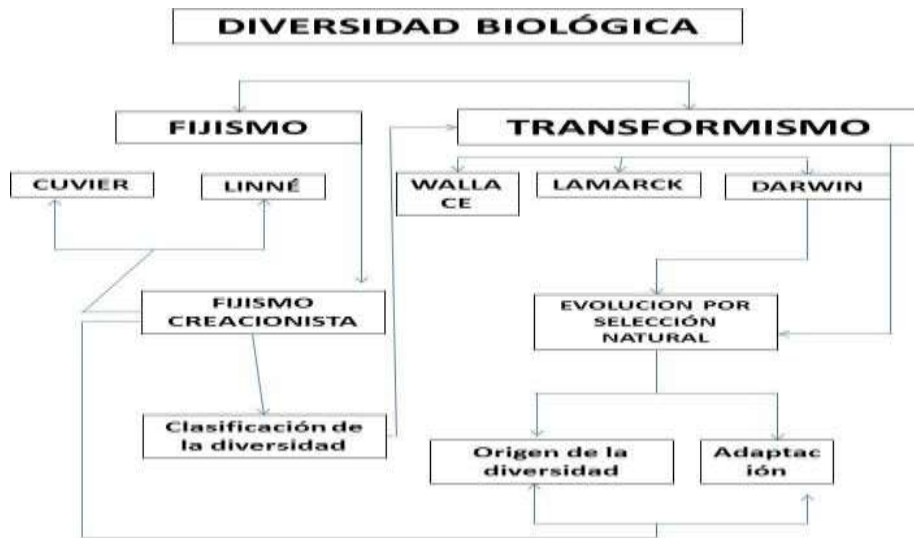 DIVERSIDAD BIOLÓGICA
FIJISMO
TRANSFORMISMO
CUVIER
LINNÉ
WALLA
CE
LAMARCK
DARWIN
FIJISMO
CREACIONISTA
EVOLUCION POR
SELECCIÓN
NATURAL
Clasificación de
la diversidad
Origen de la
diversidad
Adaptac
ión